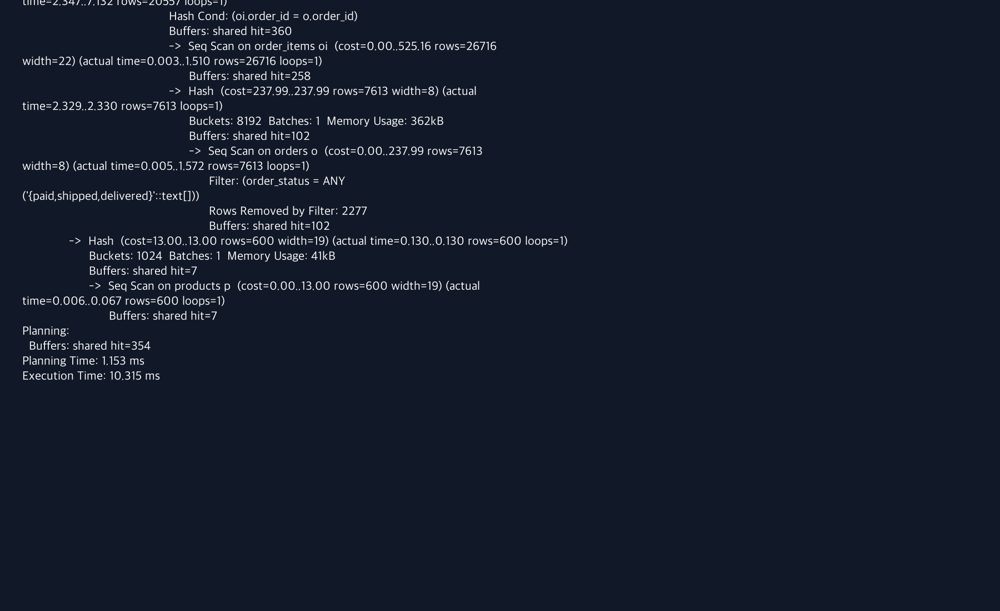 time=2.347..7.132 rows=20557 loops=1)
Hash Cond: (oi.order_id = o.order_id)
Buffers: shared hit=360
->  Seq Scan on order_items oi  (cost=0.00..525.16 rows=26716
width=22) (actual time=0.003..1.510 rows=26716 loops=1)
Buffers: shared hit=258
->  Hash  (cost=237.99..237.99 rows=7613 width=8) (actual
time=2.329..2.330 rows=7613 loops=1)
Buckets: 8192  Batches: 1  Memory Usage: 362kB
Buffers: shared hit=102
->  Seq Scan on orders o  (cost=0.00..237.99 rows=7613
width=8) (actual time=0.005..1.572 rows=7613 loops=1)
Filter: (order_status = ANY
('{paid,shipped,delivered}'::text[]))
Rows Removed by Filter: 2277
Buffers: shared hit=102
->  Hash  (cost=13.00..13.00 rows=600 width=19) (actual time=0.130..0.130 rows=600 loops=1)
Buckets: 1024  Batches: 1  Memory Usage: 41kB
Buffers: shared hit=7
->  Seq Scan on products p  (cost=0.00..13.00 rows=600 width=19) (actual
time=0.006..0.067 rows=600 loops=1)
Buffers: shared hit=7
Planning:
Buffers: shared hit=354
Planning Time: 1.153 ms
Execution Time: 10.315 ms